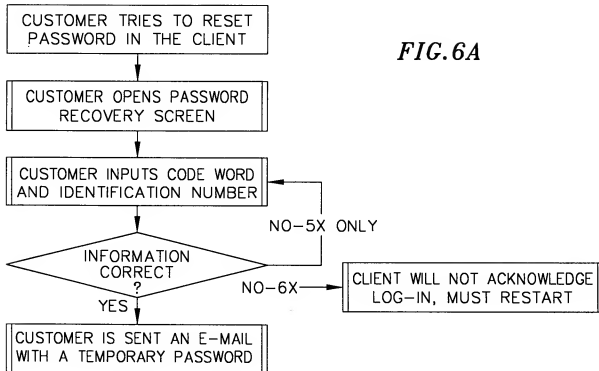 CUSTOMER TRIES TO RESET
PASSWORD IN THE CLIENT
FIG.6A
CUSTOMER OPENS PASSWORD
RECOVERY SCREEN
CUSTOMER INPUTS CODE WORD
AND IDENTIFICATION NUMBER
NO-5X ONLY
INFORMATION
CORRECT
?
NO-6X
CLIENT WILL NOT ACKNOWLEDGE
LOG-IN, MUST RESTART
YES
CUSTOMER IS SENT AN E-MAIL
WITH A TEMPORARY PASSWORD